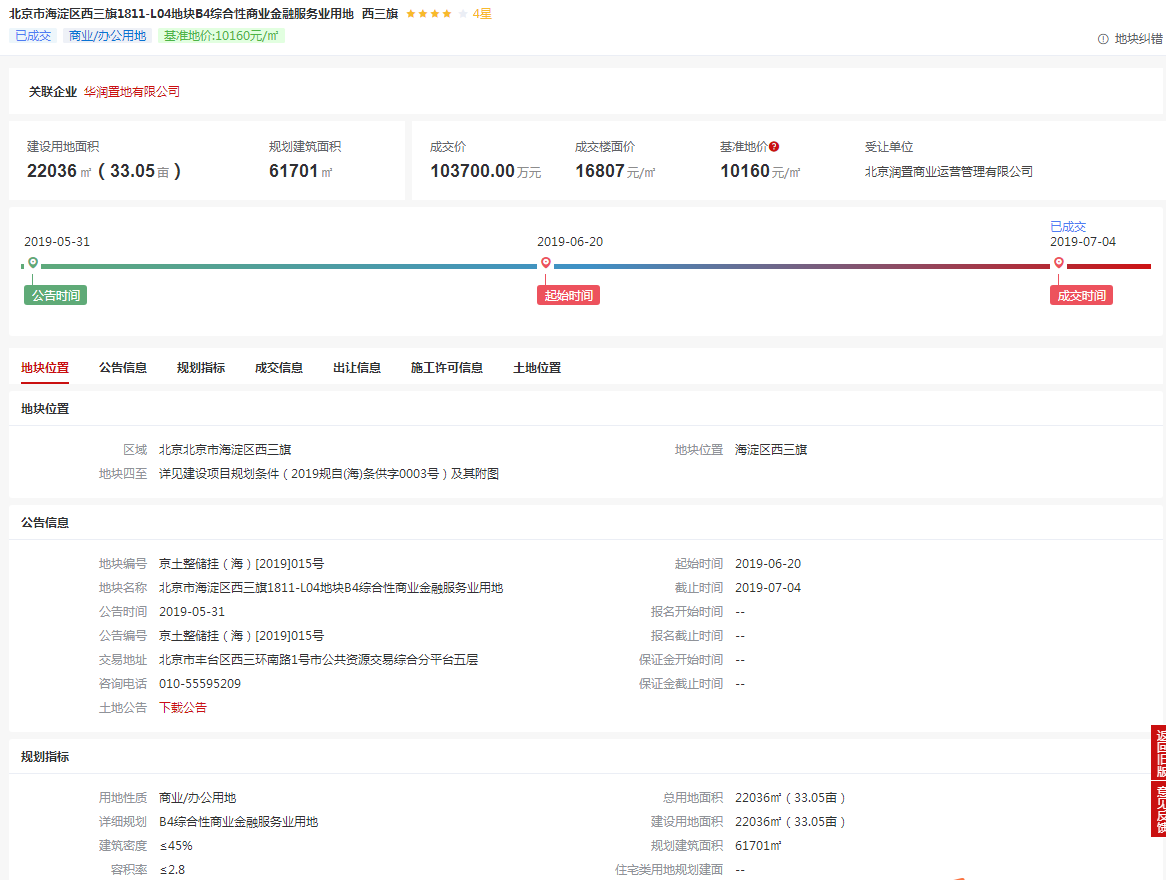 北京市海淀区西三旗1811-L04地块B4综合性商业金融服务业用地 西三旗 4星
已成交 商业/办公用地 基准地价:10160元/㎡
地块纠错
关联企业 华润置地有限公司
建设用地面积 规划建筑面积 成交价 成交楼面价 基准地价 受让单位
22036㎡ ( 33.05亩 ) 61701㎡ 103700.00万元 16807元/㎡ 10160元/㎡ 北京润置商业运营管理有限公司
已成交
2019-05-31 2019-06-20 2019-07-04
公告时间 起始时间 成交时间
地块位置 公告信息 规划指标 成交信息 出让信息 施工许可信息 土地位置
地块位置
区域 北京北京市海淀区西三旗 地块位置 海淀区西三旗
地块四至 详见建设项目规划条件（2019规自(海)条供字0003号）及其附图
公告信息
地块编号 京土整储挂（海）[2019]015号 起始时间 2019-06-20
地块名称 北京市海淀区西三旗1811-L04地块B4综合性商业金融服务业用地 截止时间 2019-07-04
公告时间 2019-05-31 报名开始时间 --
公告编号 京土整储挂（海）[2019]015号 报名截止时间 --
交易地址 北京市丰台区西三环南路1号市公共资源交易综合分平台五层 保证金开始时间 --
咨询电话 010-55595209 保证金截止时间 --
土地公告 下载公告
规划指标
返回旧版
意见反馈
用地性质 商业/办公用地 总用地面积 22036㎡（33.05亩）
详细规划 B4综合性商业金融服务业用地 建设用地面积 22036㎡（33.05亩）
建筑密度 ≤45% 规划建筑面积 61701㎡
容积率 ≤2.8 住宅类用地规划建面 --